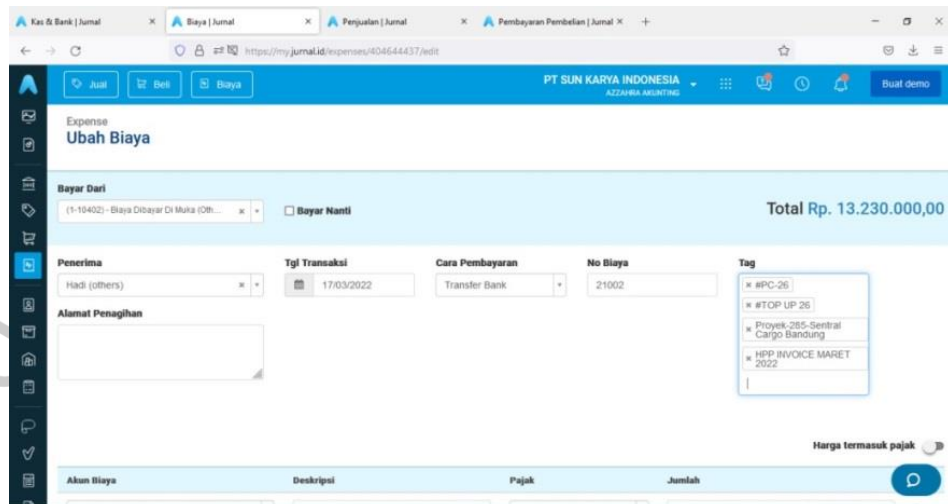 Kas & Bank | Jurnal
Biaya | Jurnal
Penjualan | Jurnal
Pembayaran Pembelian | Jurnal
https://my.jurnal.id/expenses/404644437/edit
Jual
Beli
Biaya
PT SUN KARYA INDONESIA
AZZAHRA AKUNTING
Buat demo
Expense
Ubah Biaya
Bayar Dari
(1-10402) - Biaya Dibayar Di Muka (Oth...
Bayar Nanti
Total Rp. 13.230.000,00
Penerima
Tgl Transaksi
Cara Pembayaran
No Biaya
Tag
Hadi (others)
17/03/2022
Transfer Bank
21002
#PC-26
#TOP UP 26
Proyek-285-Sentral
Cargo Bandung
HPP INVOICE MARET
2022
Alamat Penagihan
Harga termasuk pajak
Akun Biaya
Deskripsi
Pajak
Jumlah